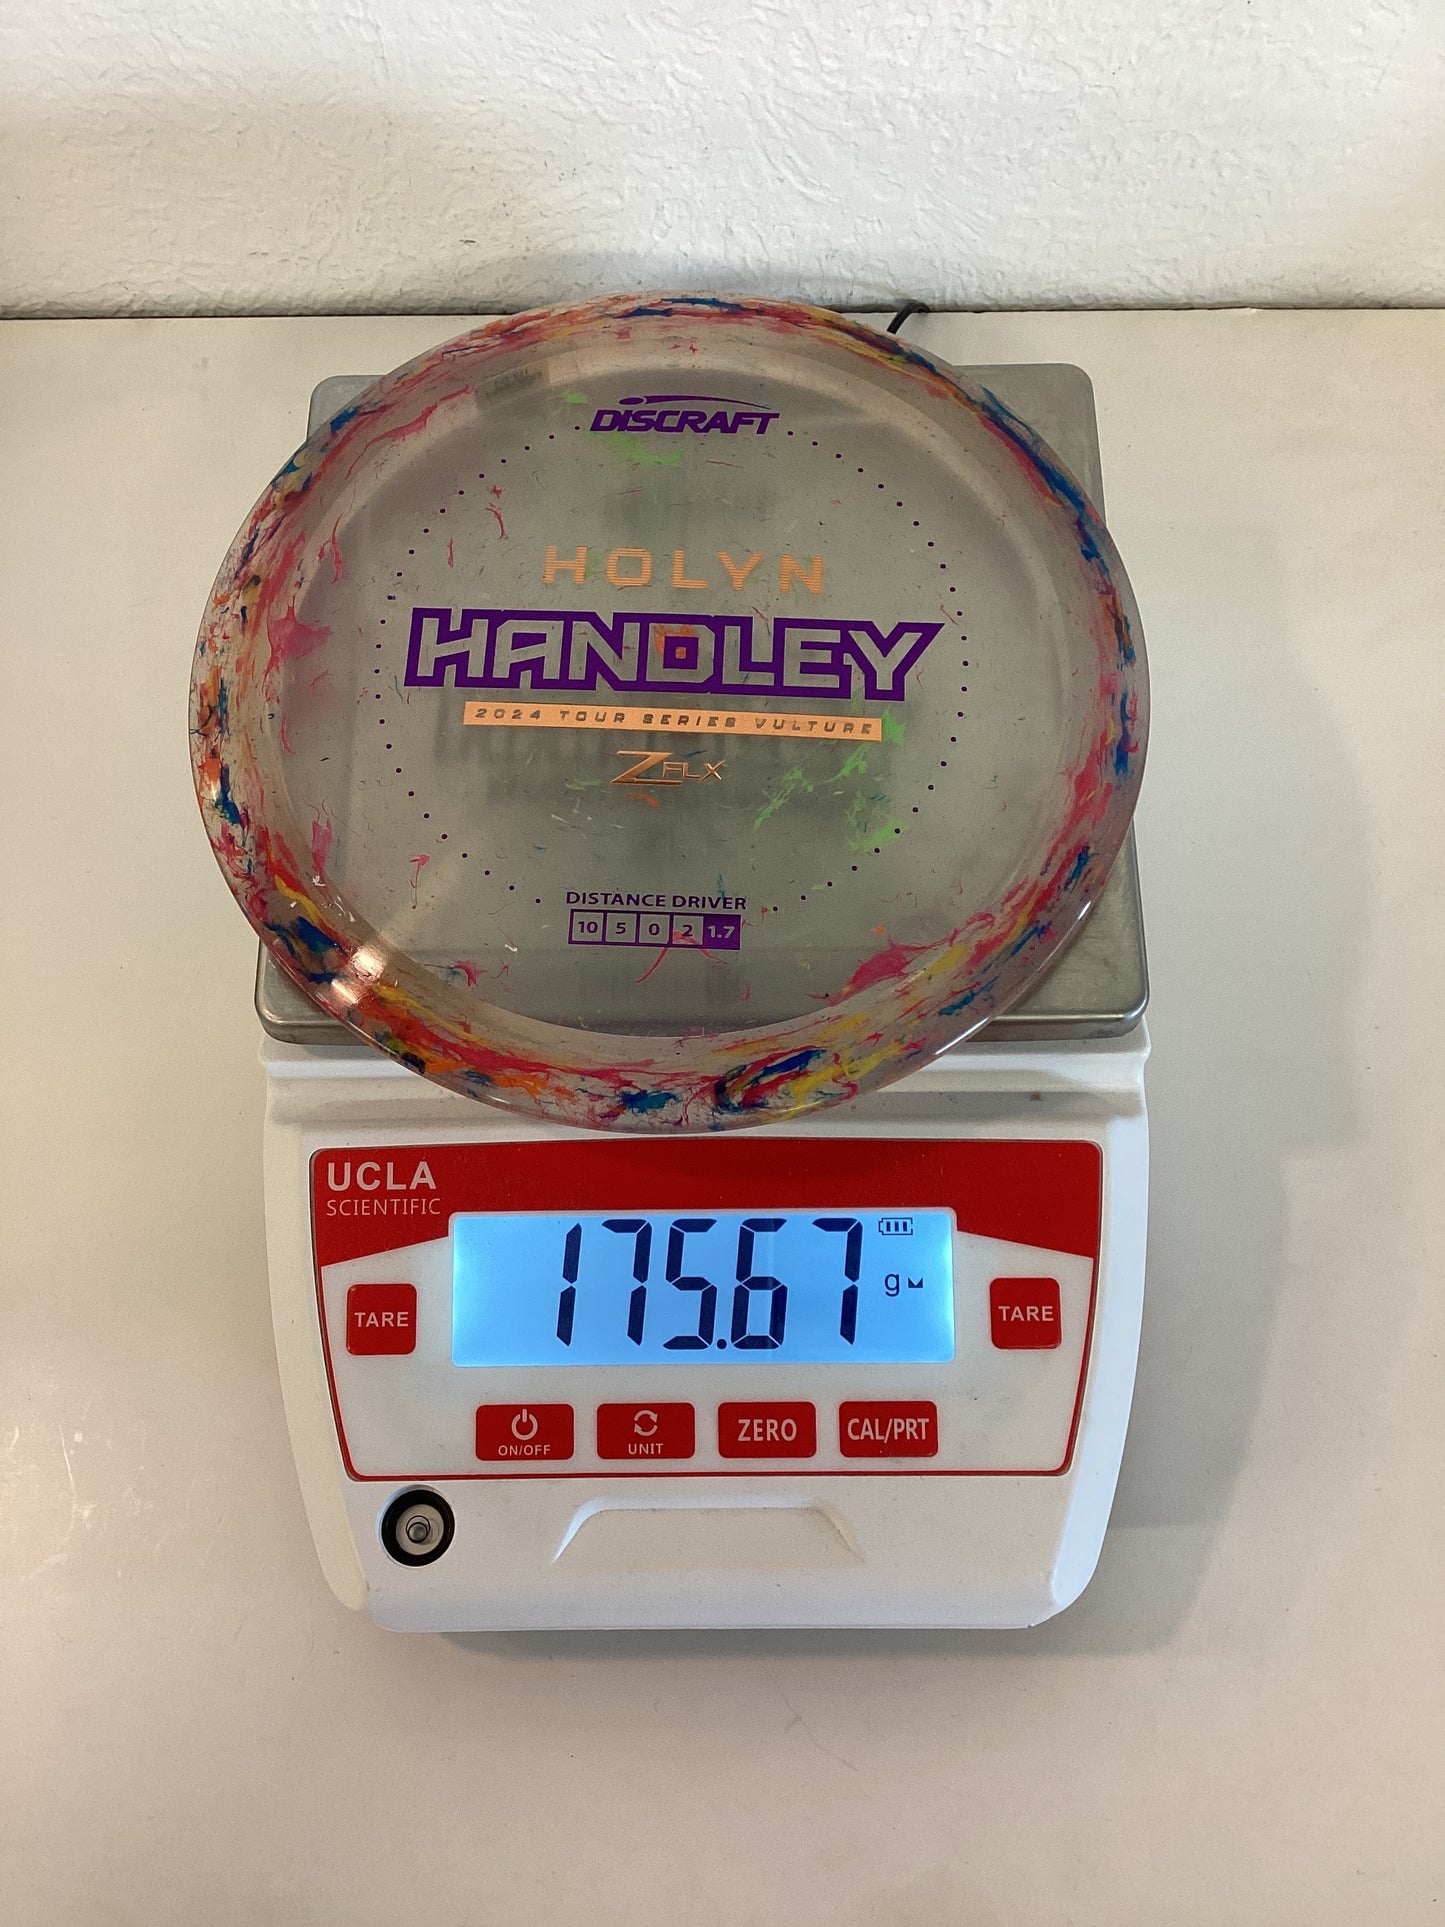 DISCRAFT
HOLYN
HANDLEY
2024 TOUR SERIES VULTURE
Z FLX
DISTANCE DRIVER
10 5 0 2 1.7
UCLA
SCIENTIFIC
175.67 g
TARE
TARE
ON/OFF
UNIT
ZERO
CAL/PRT